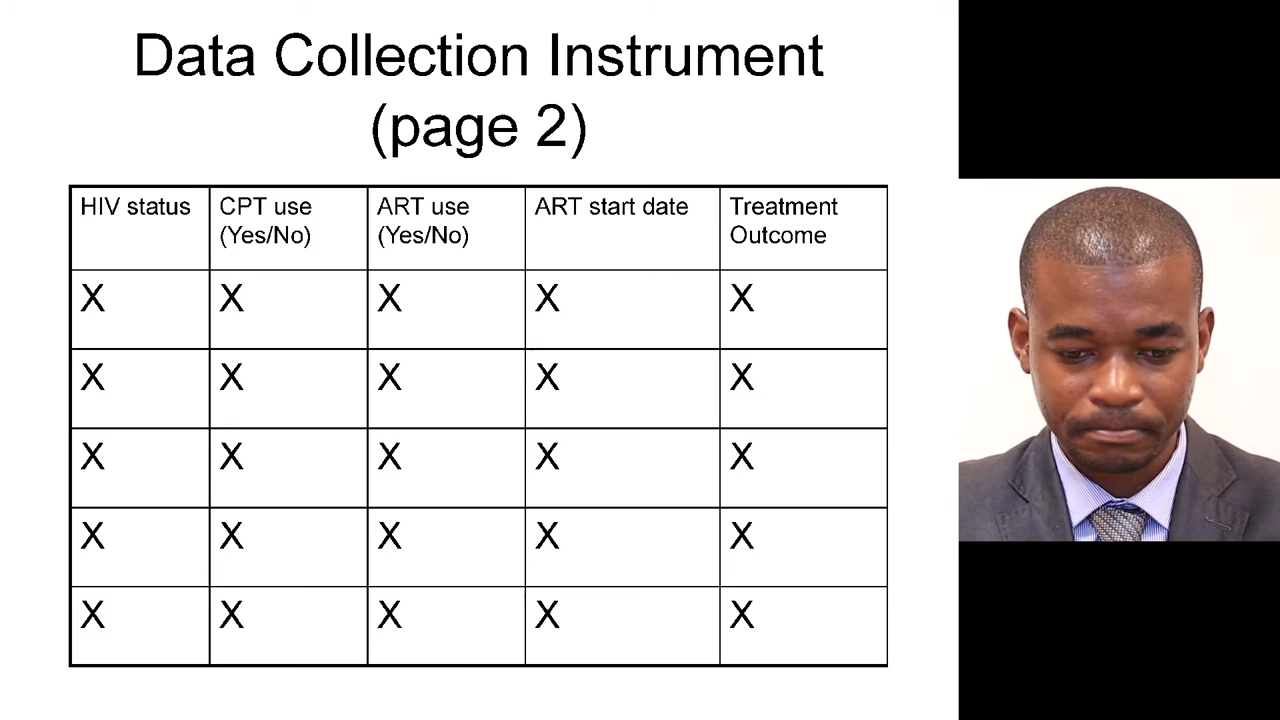 Data Collection Instrument
(page 2)
HIV status CPT use (Yes/No) ART use (Yes/No) ART start date Treatment Outcome
X X X X X
X X X X X
X X X X X
X X X X X
X X X X X